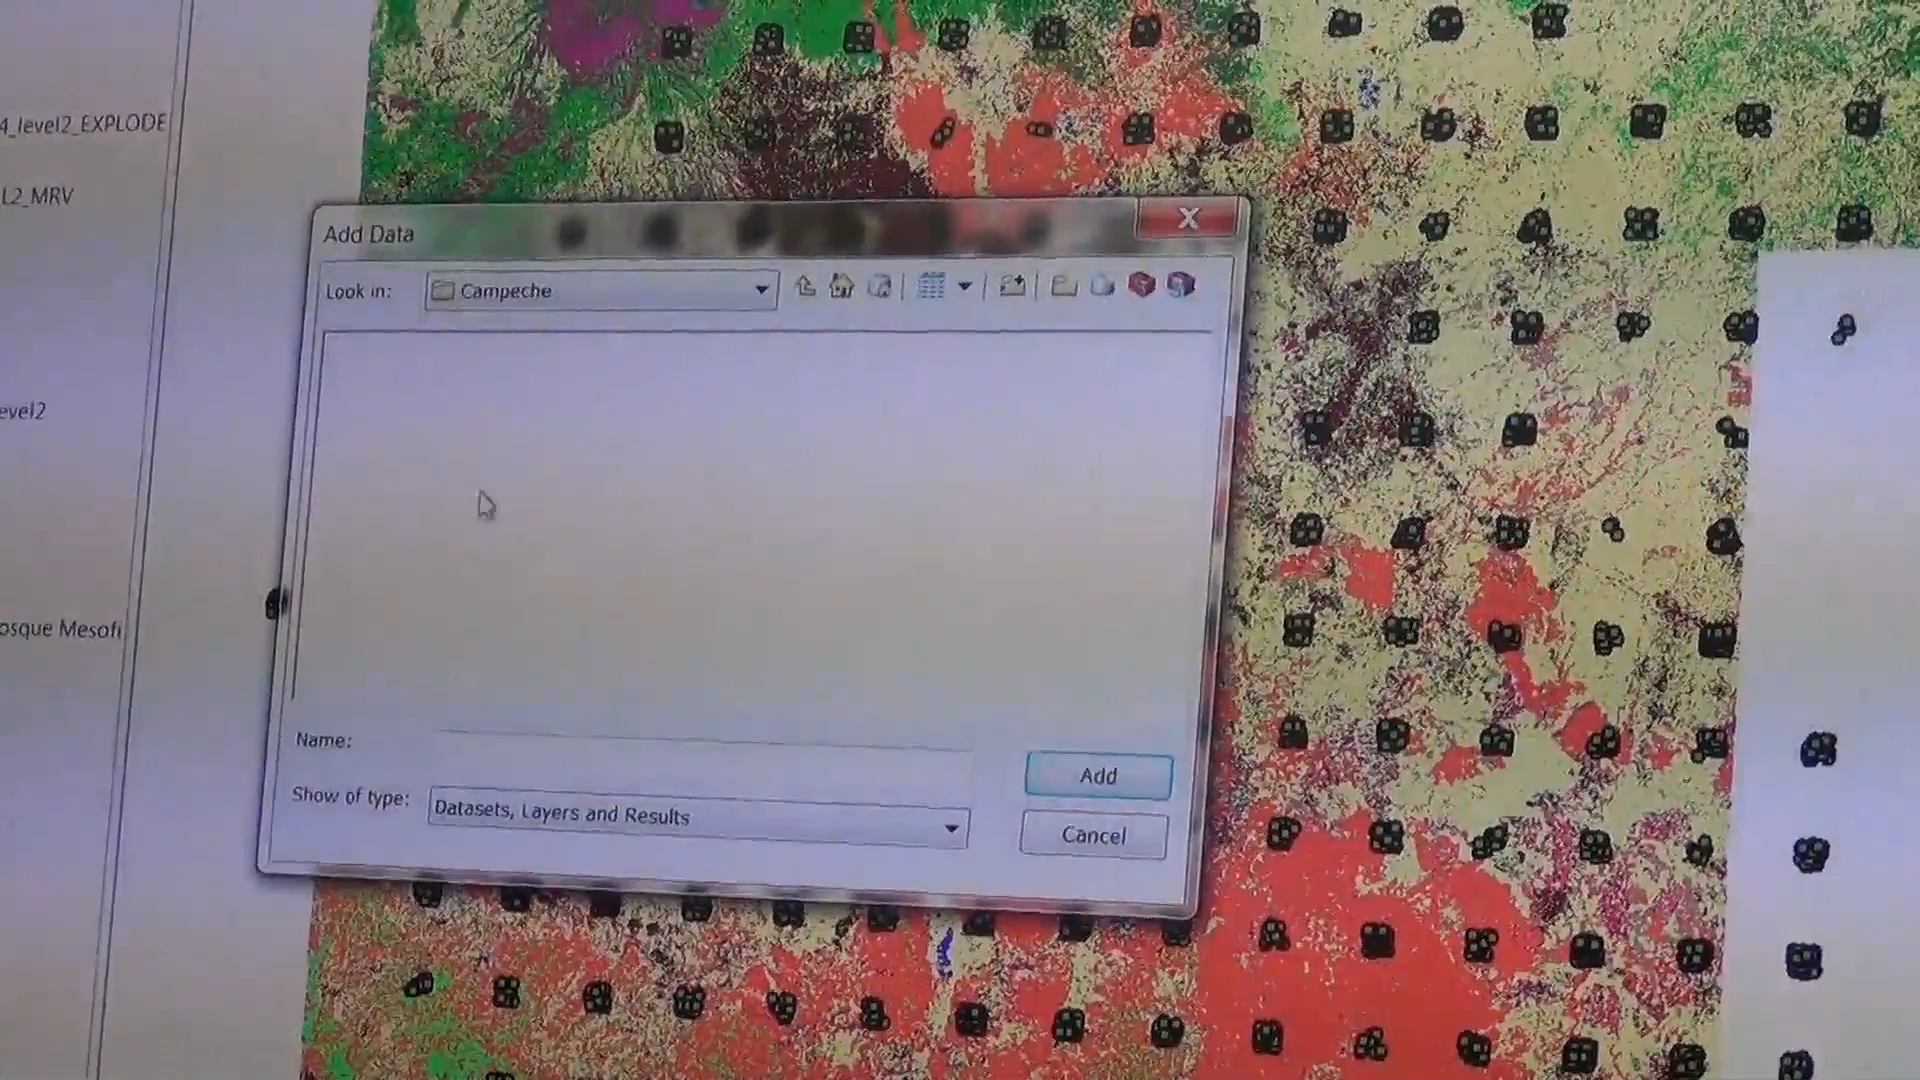 4_level2_EXPLODE
L2_MRV
evel2
osque Mesofi
Add Data
X
Look in: Campeche
Name:
Add
Show of type: Datasets, Layers and Results
Cancel